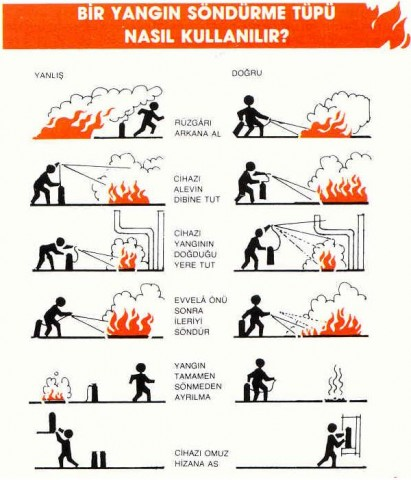 BİR YANGIN SÖNDÜRME TÜPÜ
NASIL KULLANILIR?
YANLIŞ
DOĞRU
RÜZGÂRI
ARKANA AL
CİHAZI
ALEVİN
DİBİNE TUT
CİHAZI
YANGININ
DOĞDUĞU
YERE TUT
EVVELÂ ÖNÜ
SONRA
İLERİYİ
SÖNDÜR
YANGIN
TAMAMEN
SÖNMEDEN
AYRILMA
CİHAZI OMUZ
HİZANA AS